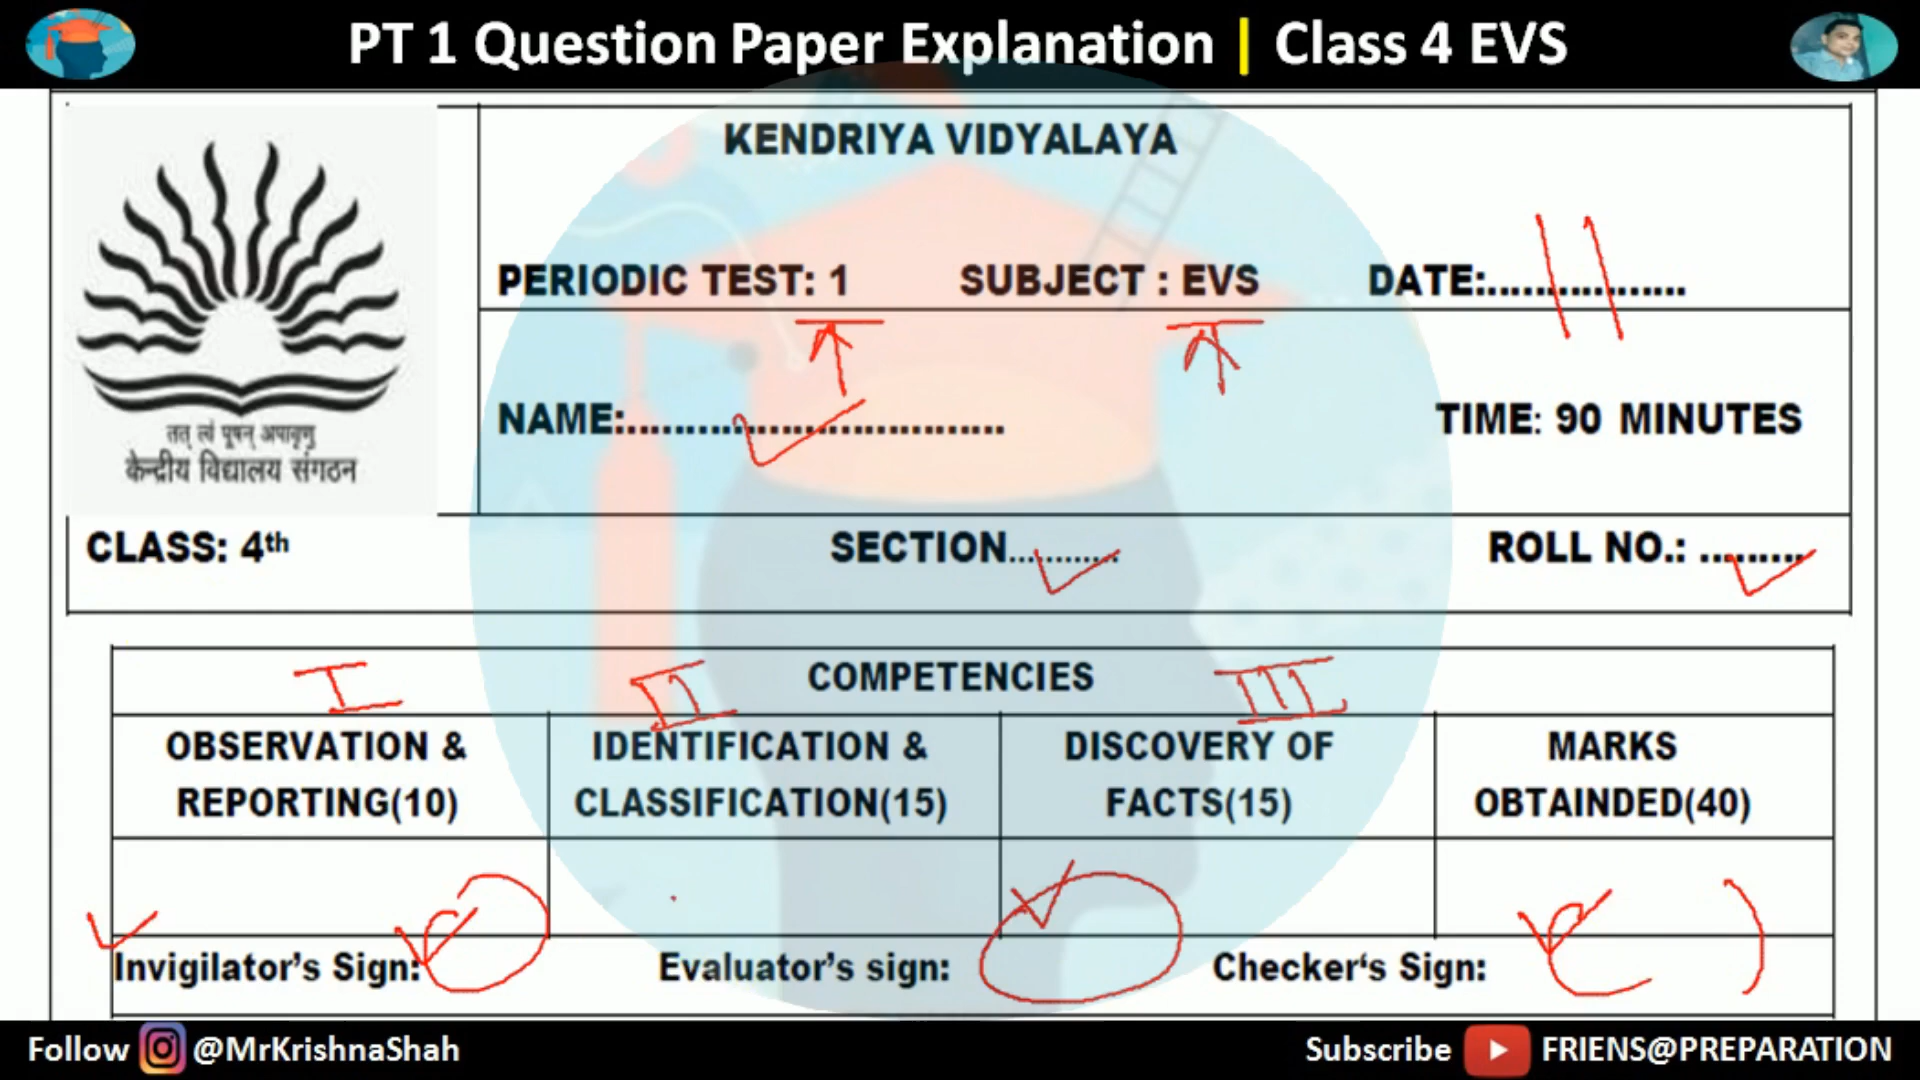 PT 1 Question Paper Explanation | Class 4 EVS
KENDRIYA VIDYALAYA
PERIODIC TEST: 1 SUBJECT : EVS DATE:.................
NAME:................................ TIME: 90 MINUTES
तत् त्वं पूषन् अपावृणु
केन्द्रीय विद्यालय संगठन
CLASS: 4th SECTION............ ROLL NO.: .........
I II III
COMPETENCIES
OBSERVATION & REPORTING(10)
IDENTIFICATION & CLASSIFICATION(15)
DISCOVERY OF FACTS(15)
MARKS OBTAINDED(40)
Invigilator’s Sign: Evaluator’s sign: Checker‘s Sign:
Follow @MrKrishnaShah Subscribe FRIENS@PREPARATION